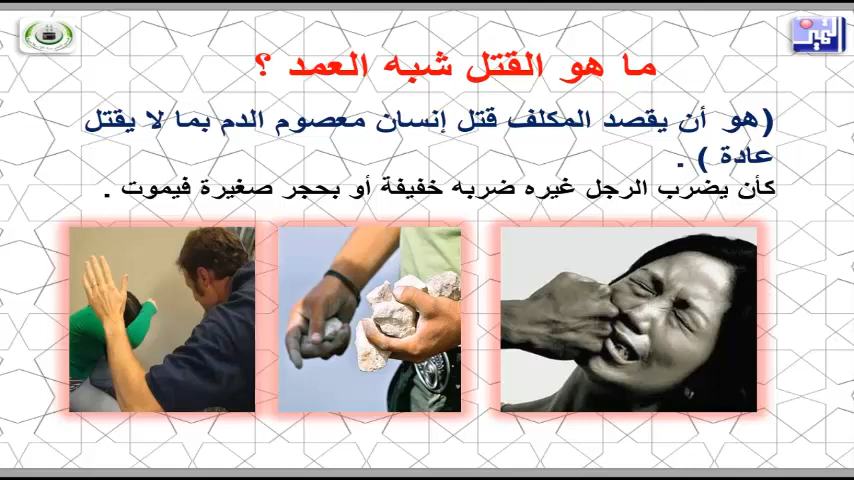 ما هو القتل شبه العمد ؟
(هو أن يقصد المكلف قتل إنسان معصوم الدم بما لا يقتل
عادة ) .
كأن يضرب الرجل غيره ضربه خفيفة أو بحجر صغيرة فيموت .